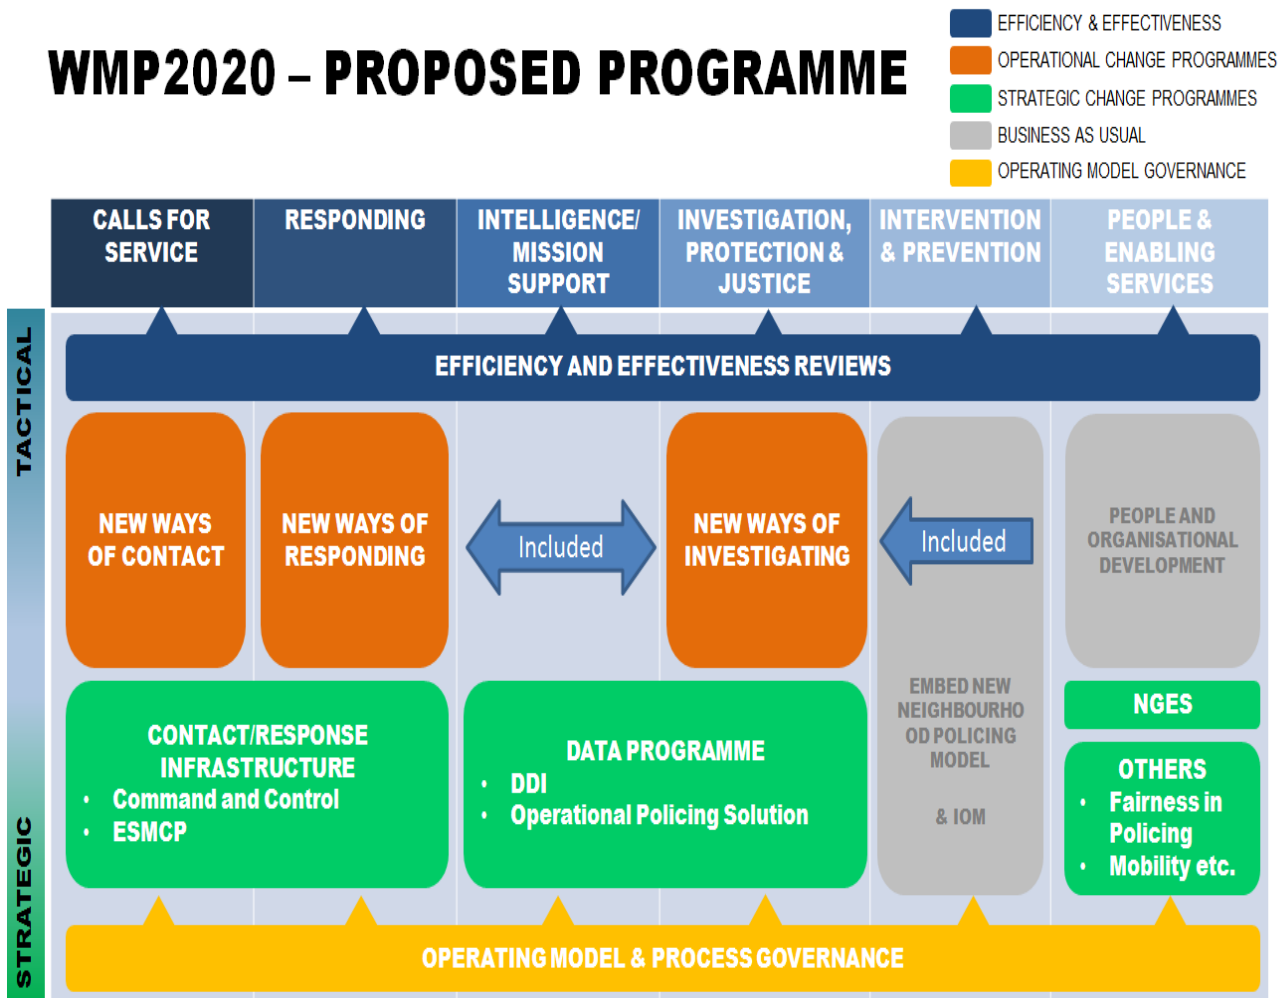 WMP2020 – PROPOSED PROGRAMME
EFFICIENCY & EFFECTIVENESS
OPERATIONAL CHANGE PROGRAMMES
STRATEGIC CHANGE PROGRAMMES
BUSINESS AS USUAL
OPERATING MODEL GOVERNANCE
CALLS FOR
SERVICE
RESPONDING
INTELLIGENCE/
MISSION
SUPPORT
INVESTIGATION,
PROTECTION &
JUSTICE
INTERVENTION
& PREVENTION
PEOPLE &
ENABLING
SERVICES
TACTICAL
STRATEGIC
EFFICIENCY AND EFFECTIVENESS REVIEWS
NEW WAYS
OF CONTACT
NEW WAYS OF
RESPONDING
Included
NEW WAYS OF
INVESTIGATING
Included
PEOPLE AND
ORGANISATIONAL
DEVELOPMENT
CONTACT/RESPONSE
INFRASTRUCTURE
• Command and Control
• ESMCP
DATA PROGRAMME
• DDI
• Operational Policing Solution
EMBED NEW
NEIGHBOURHO
OD POLICING
MODEL
& IOM
NGES
OTHERS
• Fairness in
Policing
• Mobility etc.
OPERATING MODEL & PROCESS GOVERNANCE